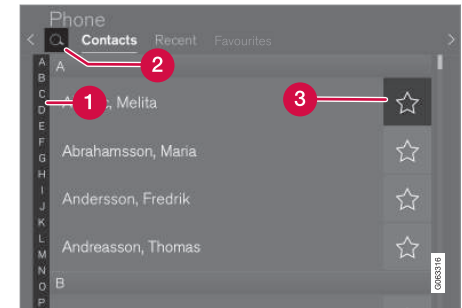 Phone
Contacts Recent Favourites
2
A
A
B
C
D
E
F
G
H
I
J
K
L
M
N
O
P
1
Melita
3
Abrahamsson, Maria
Andersson, Fredrik
Andreasson, Thomas
B
G063316